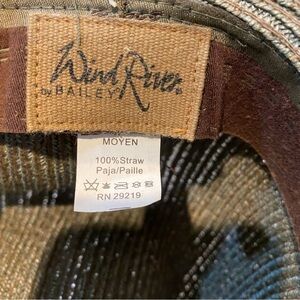 Wind River
by BAILEY®
MOYEN
100%Straw
Paja/Paille
RN 29219